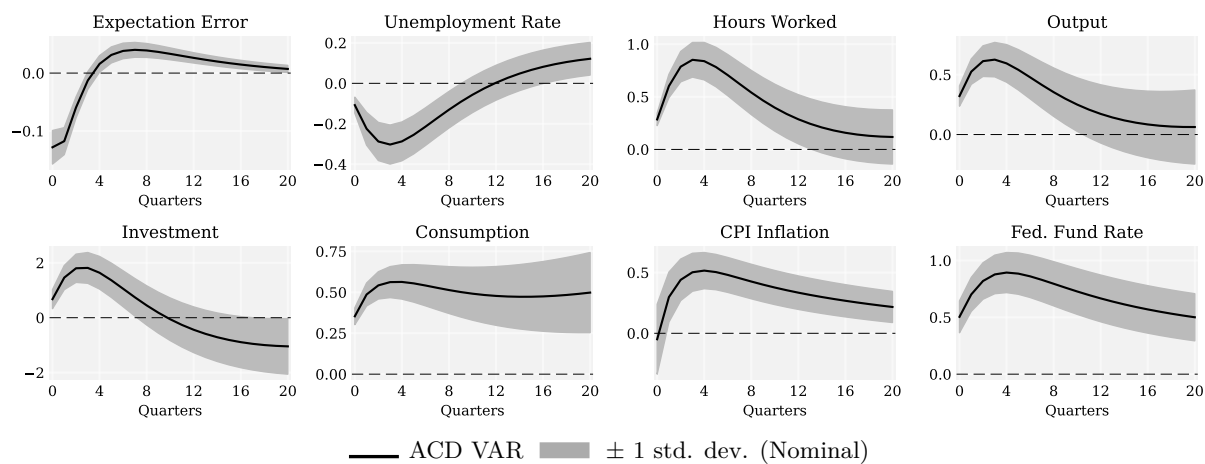 Expectation Error
Unemployment Rate
Hours Worked
Output
0.0
−0.1
0 4 8 12 16 20
Quarters
0.2
0.0
−0.2
−0.4
0 4 8 12 16 20
Quarters
1.0
0.5
0.0
0 4 8 12 16 20
Quarters
0.5
0.0
0 4 8 12 16 20
Quarters
Investment
Consumption
CPI Inflation
Fed. Fund Rate
2
0
−2
0 4 8 12 16 20
Quarters
0.75
0.50
0.25
0.00
0 4 8 12 16 20
Quarters
0.5
0.0
0 4 8 12 16 20
Quarters
1.0
0.5
0.0
0 4 8 12 16 20
Quarters
ACD VAR ± 1 std. dev. (Nominal)